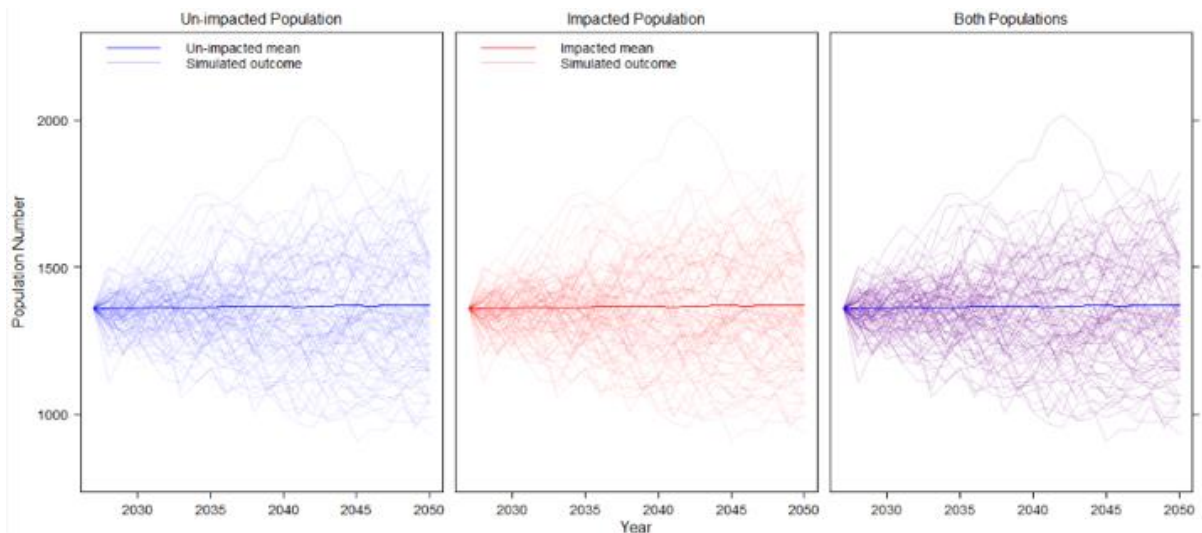 Un-impacted Population
Impacted Population
Both Populations
Un-impacted mean
Simulated outcome
Impacted mean
Simulated outcome
Population Number
2000
1500
1000
2030 2035 2040 2045 2050
2030 2035 2040 2045 2050
2030 2035 2040 2045 2050
Year